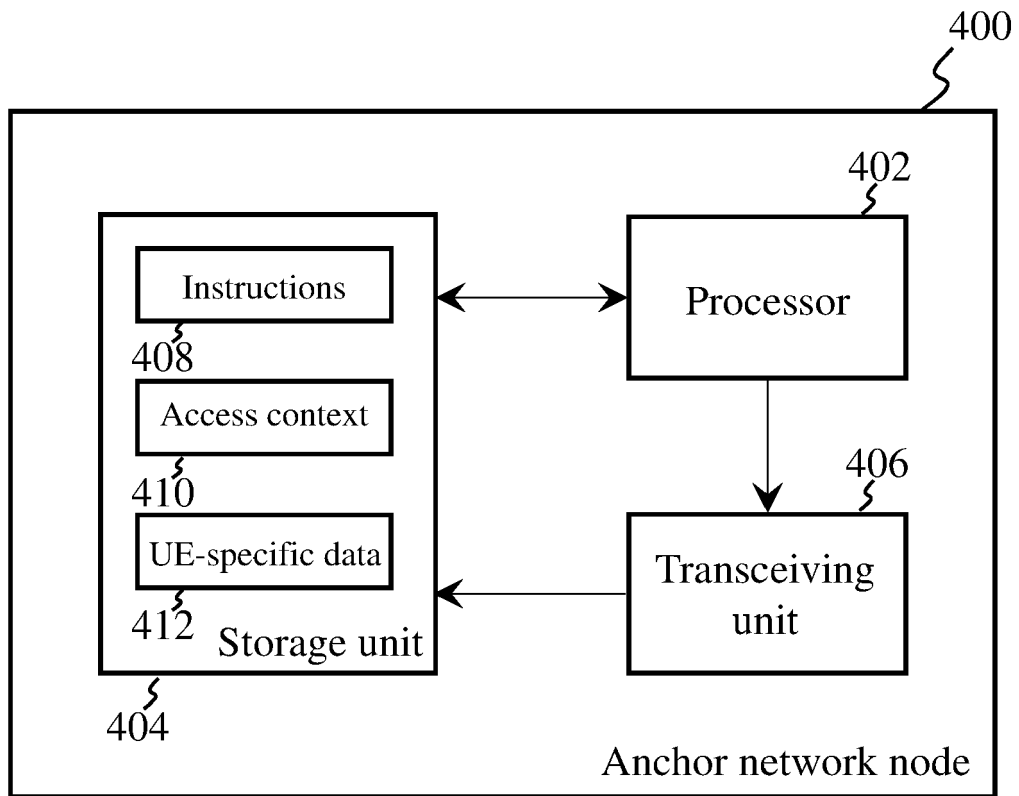 400
402
Instructions
Processor
408
Access context
406
410
UE-specific data
Transceiving
unit
412
Storage unit
404
Anchor network node